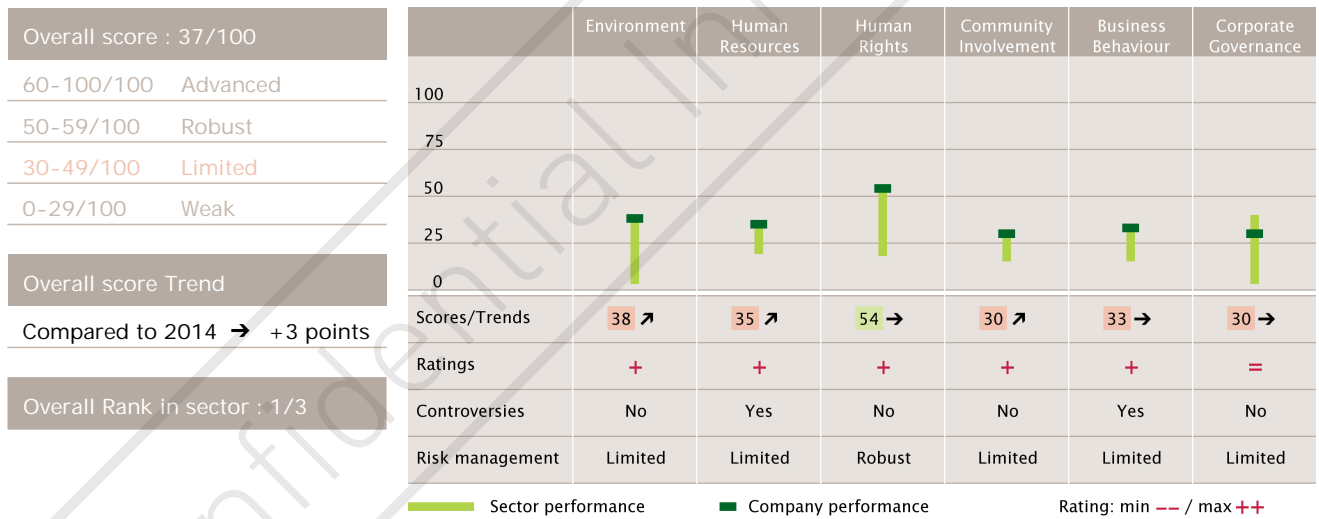 Overall score : 37/100
60-100/100 Advanced
50-59/100 Robust
30-49/100 Limited
0-29/100 Weak
Overall score Trend
Compared to 2014 ➔ +3 points
Overall Rank in sector : 1/3
Environment Human Resources Human Rights Community Involvement Business Behaviour Corporate Governance
100
75
50
25
0
Scores/Trends 38 ↗ 35 ↗ 54 → 30 ↗ 33 → 30 →
Ratings + + + + + =
Controversies No Yes No No Yes No
Risk management Limited Limited Robust Limited Limited Limited
Sector performance Company performance Rating: min -- / max ++